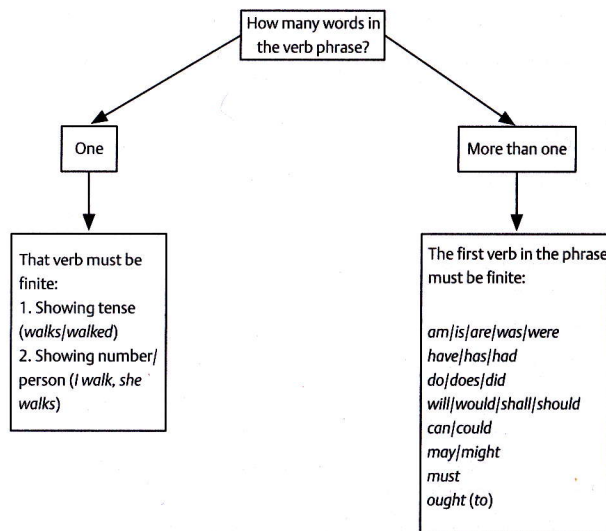 How many words in
the verb phrase?
One
More than one
That verb must be
finite:
1. Showing tense
(walks/walked)
2. Showing number/
person (I walk, she
walks)
The first verb in the phrase
must be finite:
am/is/are/was/were
have/has/had
do/does/did
will/would/shall/should
can/could
may/might
must
ought (to)